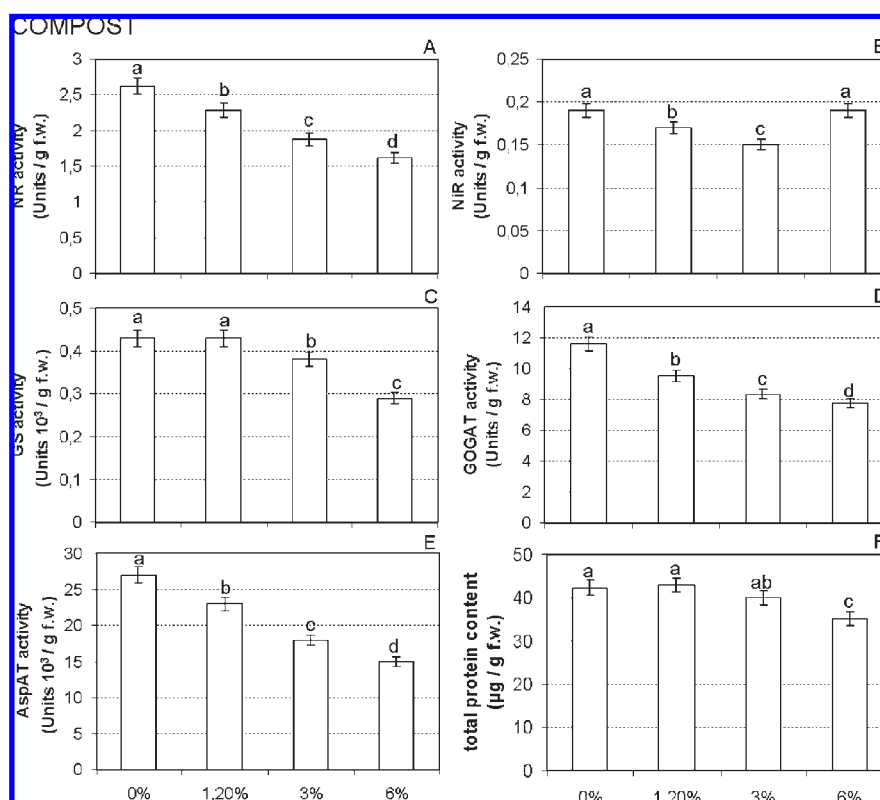 COMPOST
A
NR activity
(Units / g f.w.)
3
2,5
2
1,5
1
0,5
0
a
b
c
d
B
NiR activity
(Units / g f.w.)
0,25
0,2
0,15
0,1
0,05
0
a
b
c
a
C
GS activity
(Units 10³ / g f.w.)
0,5
0,4
0,3
0,2
0,1
0
a
a
b
c
D
GOGAT activity
(Units / g f.w.)
14
12
10
8
6
4
2
0
a
b
c
d
E
AspAT activity
(Units 10³ / g f.w.)
30
25
20
15
10
5
0
a
b
c
d
0% 1,20% 3% 6%
F
total protein content
(µg / g f.w.)
50
40
30
20
10
0
a
a
ab
c
0% 1,20% 3% 6%